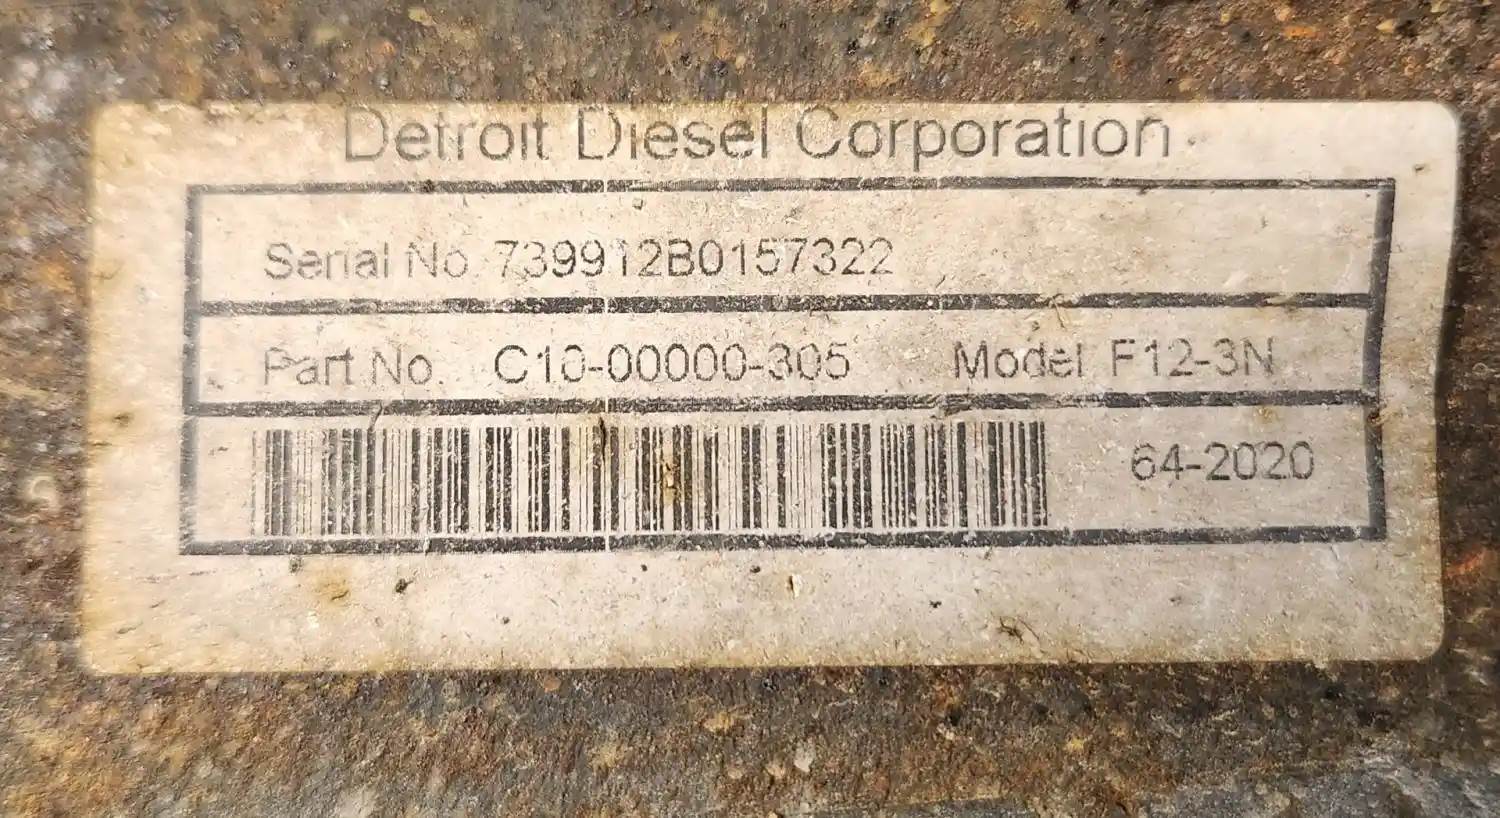 Detroit Diesel Corporation
Serial No. 739912B0157322
Part No. C10-00000-305 Model F12-3N
64-2020